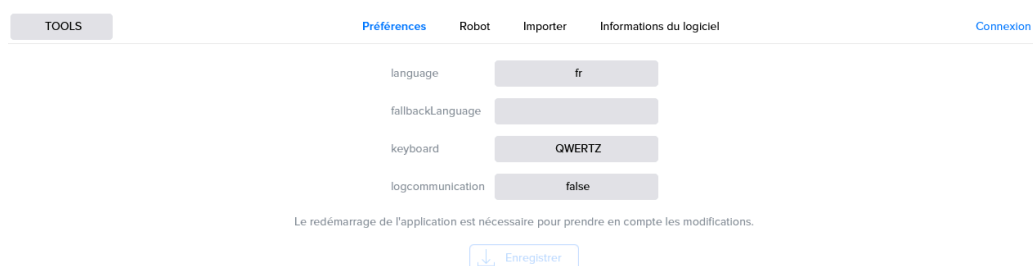 TOOLS Préférences Robot Importer Informations du logiciel Connexion
language fr
fallbackLanguage
keyboard QWERTZ
logcommunication false
Le redémarrage de l'application est nécessaire pour prendre en compte les modifications.
Enregistrer